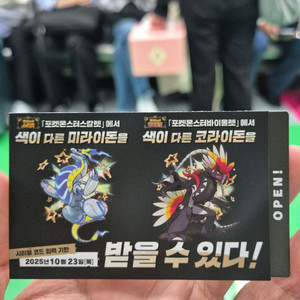 「포켓몬스터스칼렛」에서
색이 다른 미라이돈을
「포켓몬스터바이올렛」에서
색이 다른 코라이돈을
시리얼 코드 입력 기한
2025년 10월 23일(목)
받을 수 있다!
OPEN!